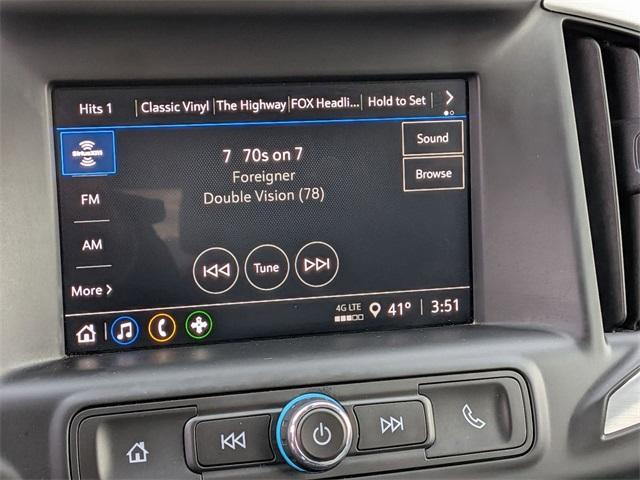 Hits 1 Classic Vinyl The Highway FOX Headli... Hold to Set
SiriusXM
7 70s on 7
Sound
Foreigner
Browse
FM
Double Vision (78)
AM
Tune
More
4G LTE 41° 3:51